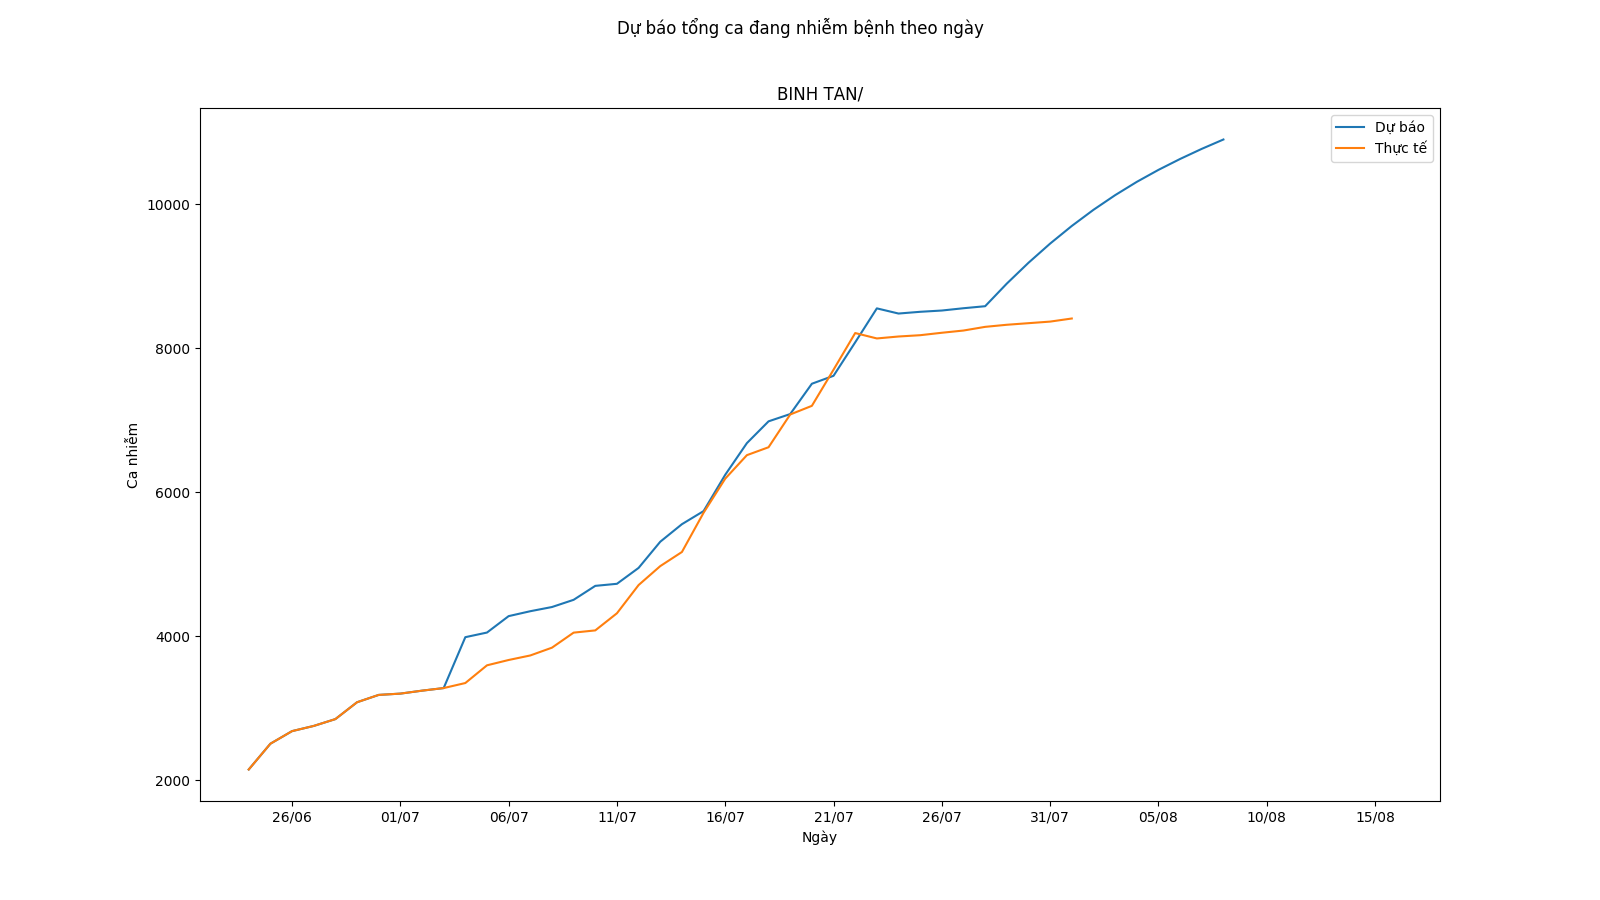 Dự báo tổng ca đang nhiễm bệnh theo ngày
BINH TAN/
Dự báo
Thực tế
10000
8000
6000
4000
2000
Ca nhiễm
26/06 01/07 06/07 11/07 16/07 21/07 26/07 31/07 05/08 10/08 15/08
Ngày